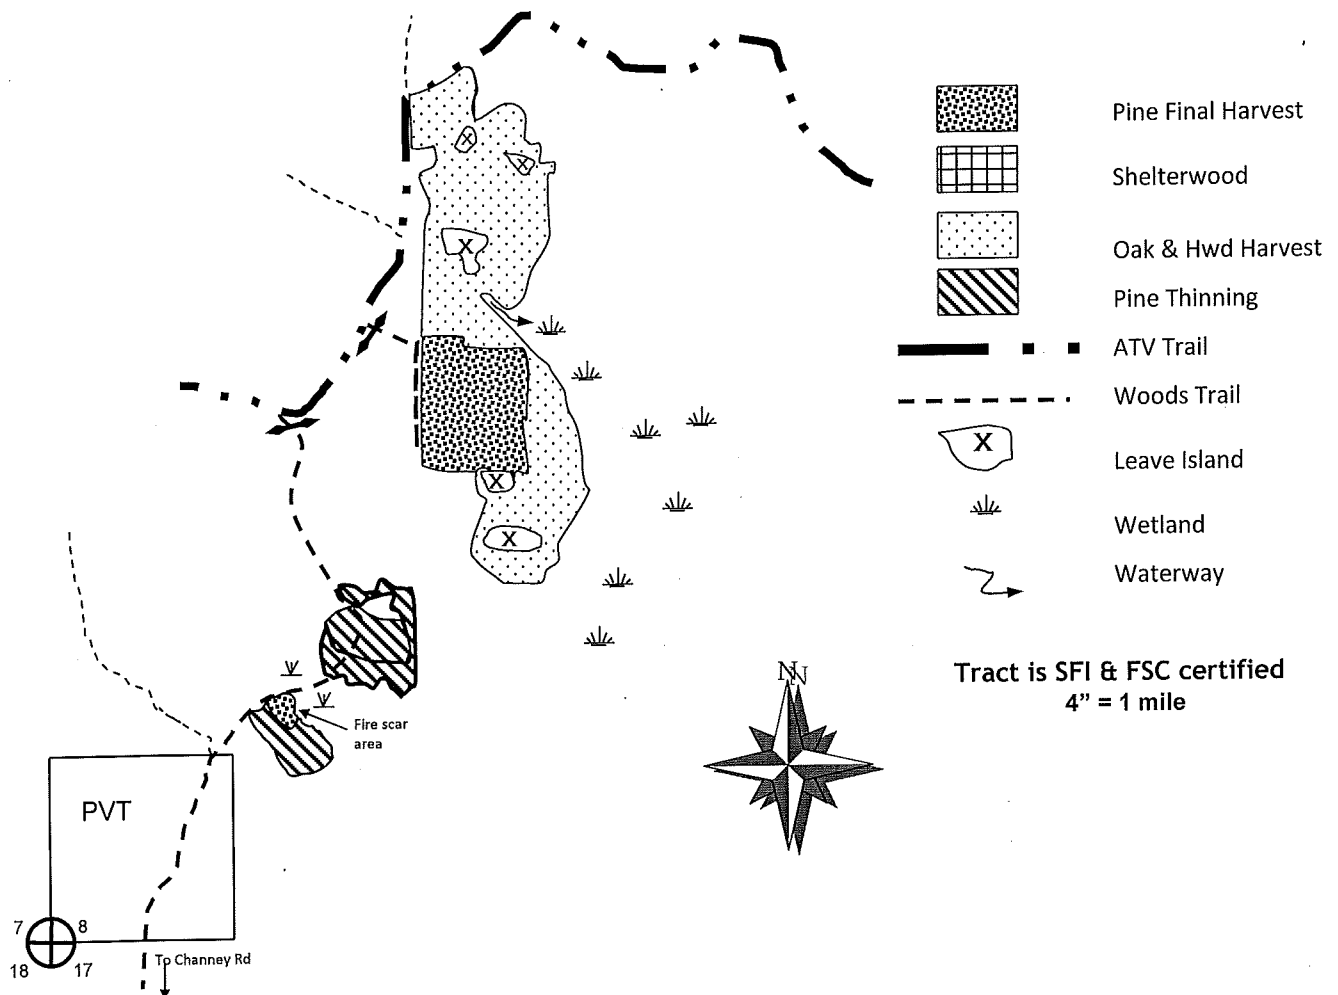 Pine Final Harvest
Shelterwood
Oak & Hwd Harvest
Pine Thinning
ATV Trail
Woods Trail
X
Leave Island
Wetland
Waterway
X
X
X
X
X
Tract is SFI & FSC certified
4" = 1 mile
N N
Fire scar
area
PVT
7 8
18 17
To Channey Rd